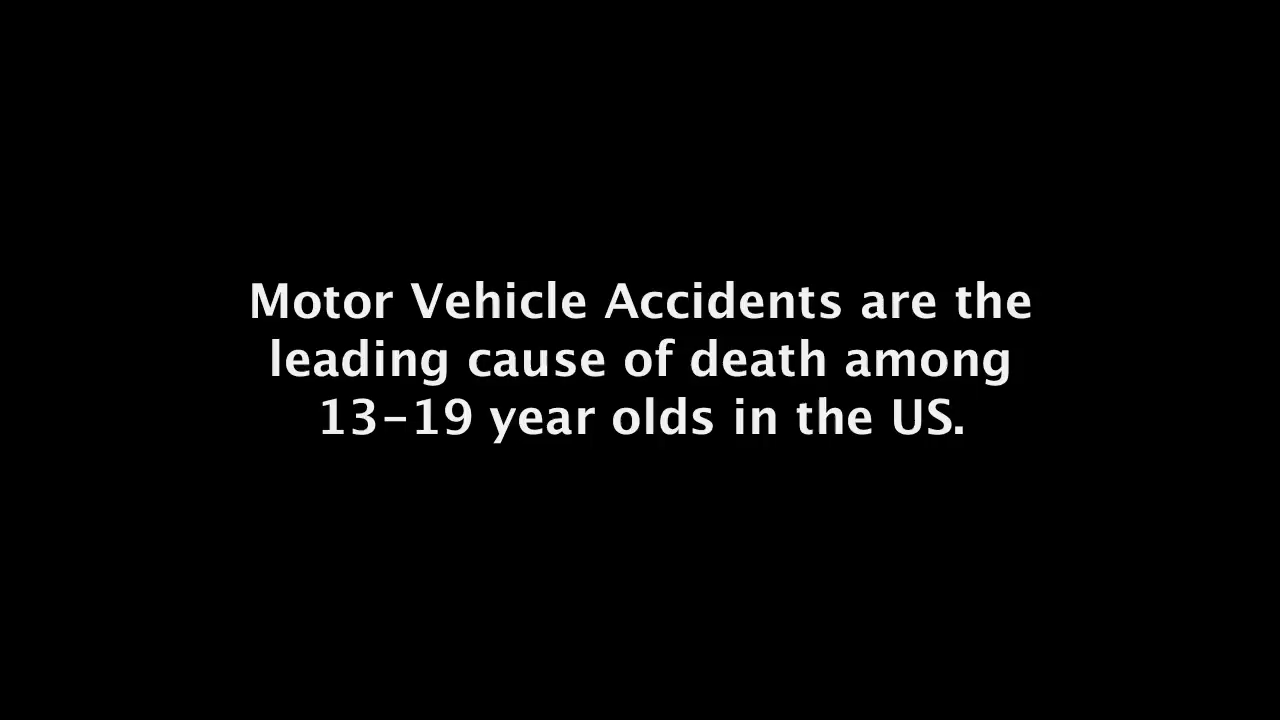 Motor Vehicle Accidents are the
leading cause of death among
13-19 year olds in the US.